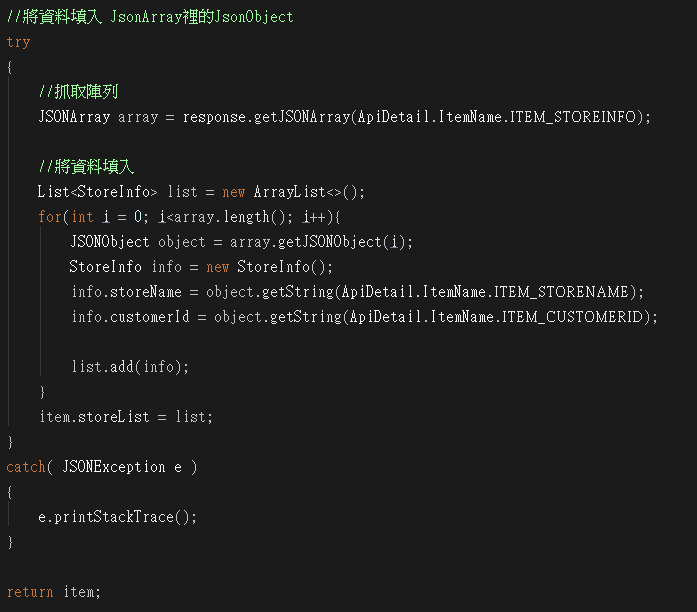 //將資料填入 JsonArray裡的JsonObject
try
{
//抓取陣列
JSONArray array = response.getJSONArray(ApiDetail.ItemName.ITEM_STOREINFO);
//將資料填入
List<StoreInfo> list = new ArrayList<>();
for(int i = 0; i<array.length(); i++){
JSONObject object = array.getJSONObject(i);
StoreInfo info = new StoreInfo();
info.storeName = object.getString(ApiDetail.ItemName.ITEM_STORENAME);
info.customerId = object.getString(ApiDetail.ItemName.ITEM_CUSTOMERID);
list.add(info);
}
item.storeList = list;
}
catch( JSONException e )
{
e.printStackTrace();
}
return item;